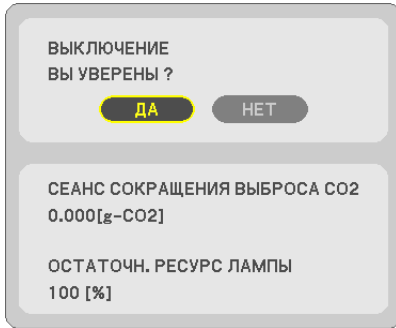 ВЫКЛЮЧЕНИЕ
ВЫ УВЕРЕНЫ ?
ДА НЕТ
СЕАНС СОКРАЩЕНИЯ ВЫБРОСА CO2
0.000[g-CO2]
ОСТАТОЧН. РЕСУРС ЛАМПЫ
100 [%]